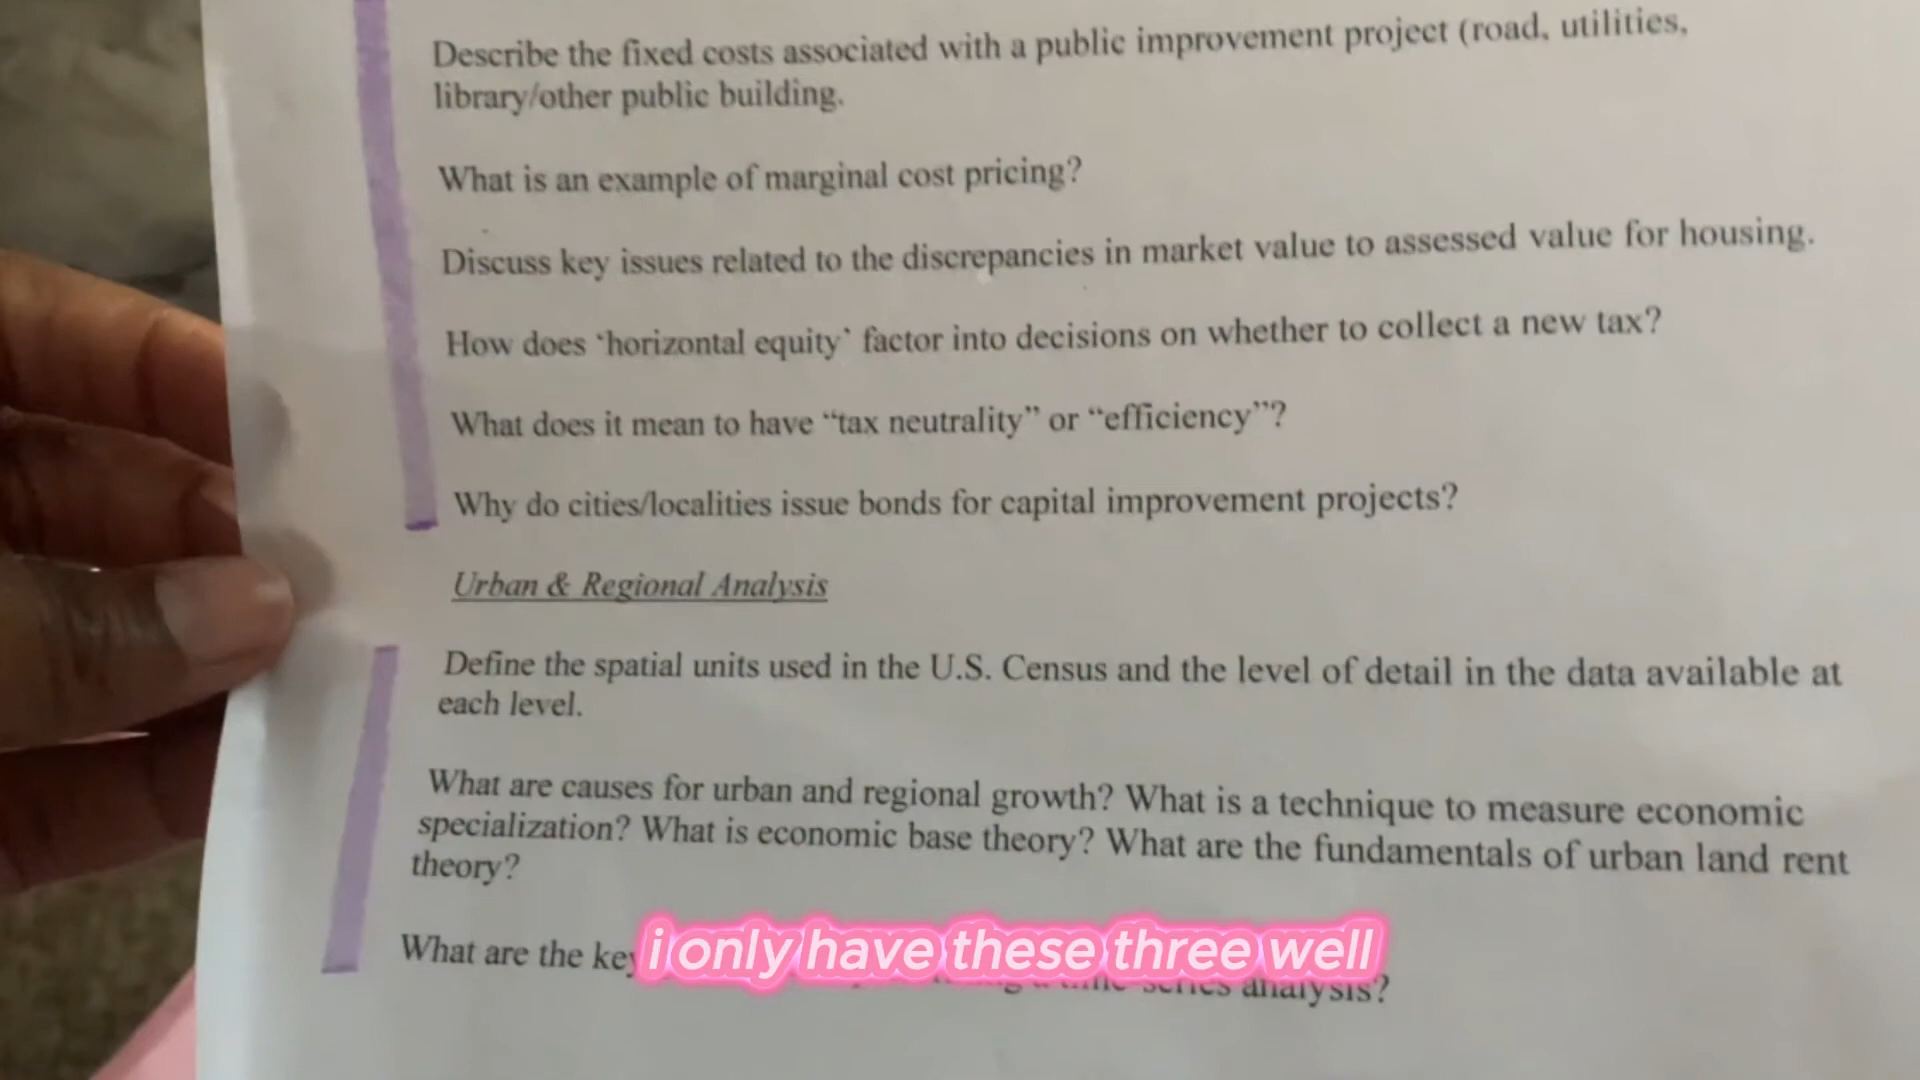 Describe the fixed costs associated with a public improvement project (road, utilities,
library/other public building.
What is an example of marginal cost pricing?
Discuss key issues related to the discrepancies in market value to assessed value for housing.
How does ‘horizontal equity’ factor into decisions on whether to collect a new tax?
What does it mean to have “tax neutrality” or “efficiency”?
Why do cities/localities issue bonds for capital improvement projects?
Urban & Regional Analysis
Define the spatial units used in the U.S. Census and the level of detail in the data available at
each level.
What are causes for urban and regional growth? What is a technique to measure economic
specialization? What is economic base theory? What are the fundamentals of urban land rent
theory?
What are the key series analysis?
i only have these three well